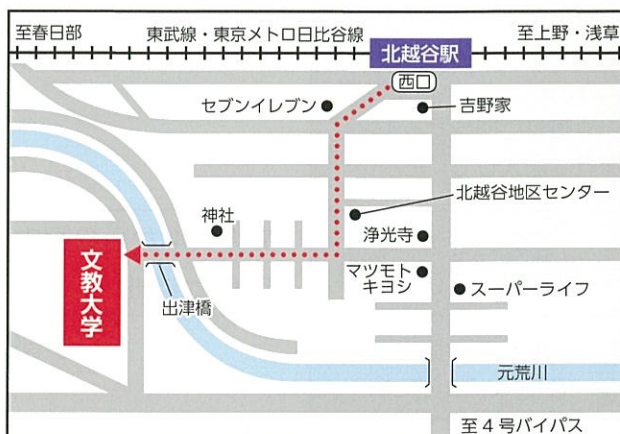 至春日部
東武線・東京メトロ日比谷線
至上野・浅草
北越谷駅
西口
セブンイレブン
吉野家
北越谷地区センター
神社
浄光寺
マツモト
キヨシ
スーパーライフ
文教大学
出津橋
元荒川
至4号バイパス